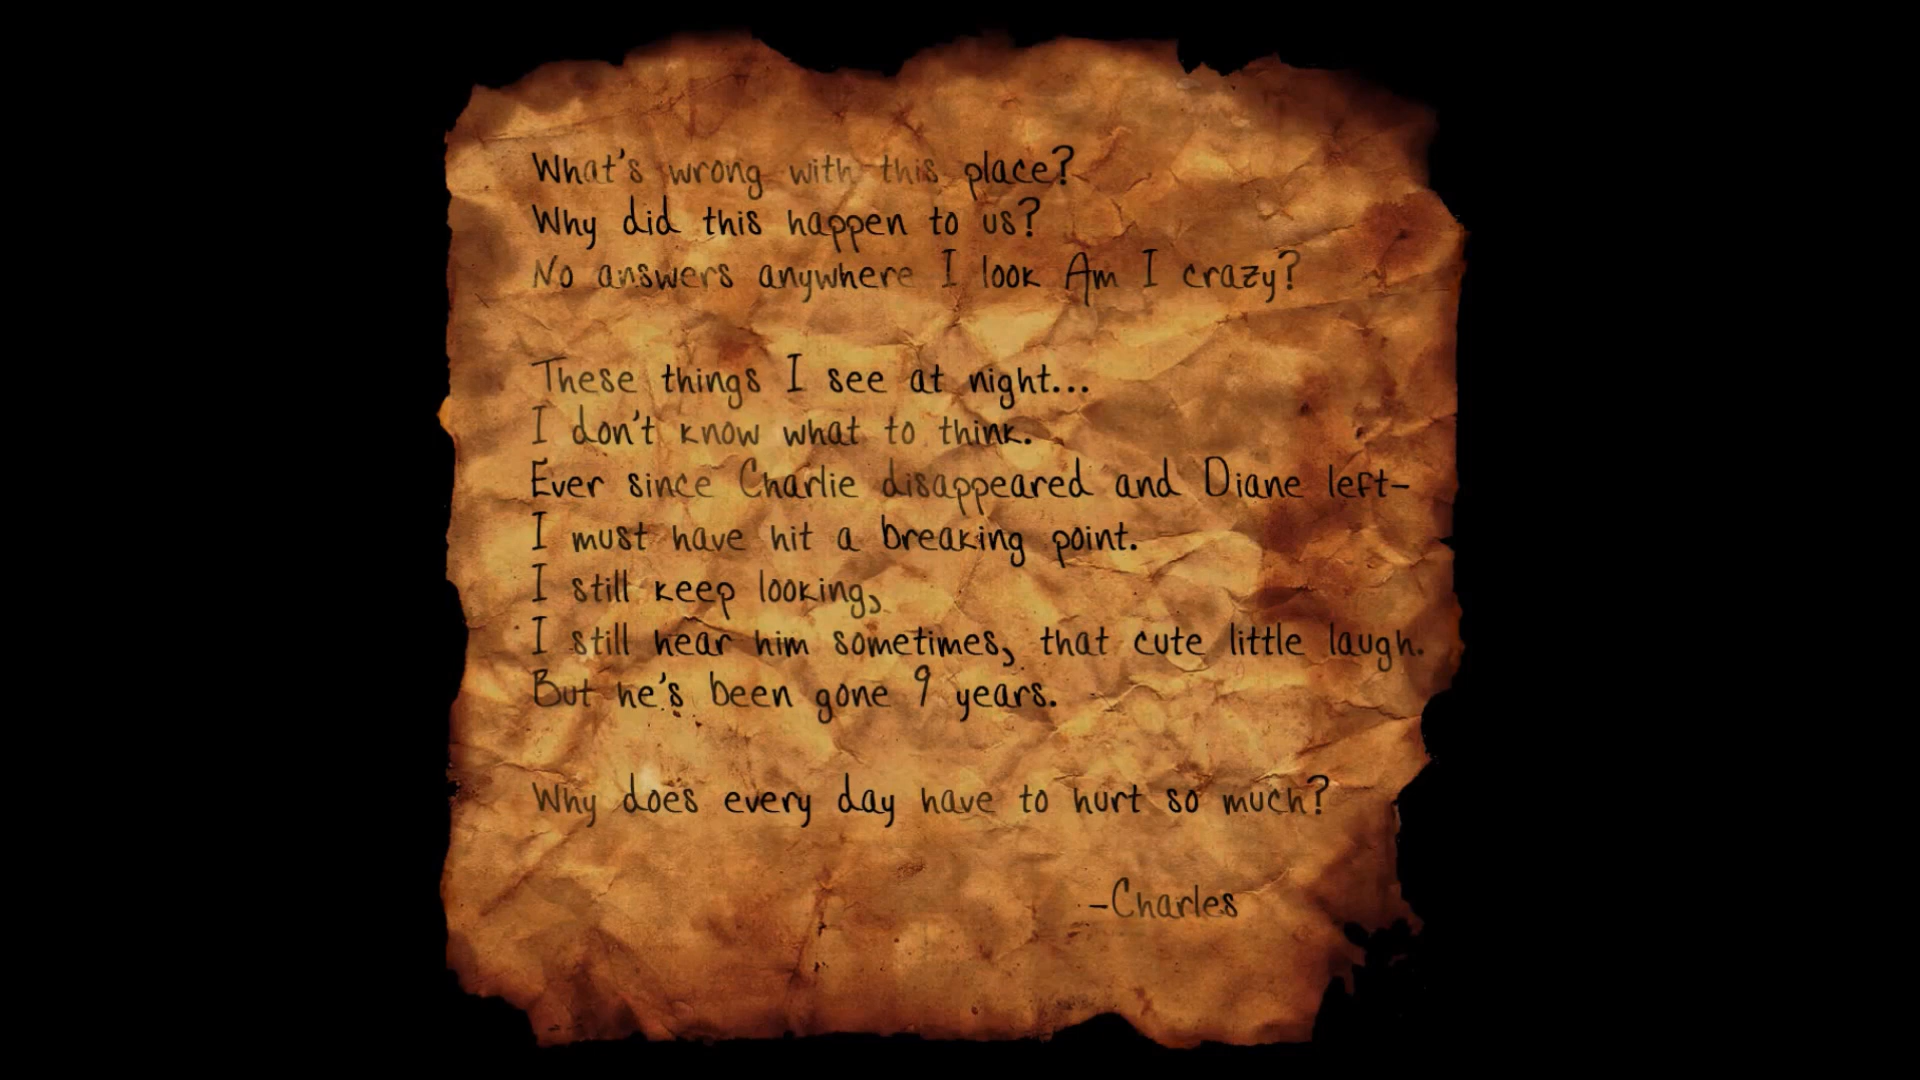 What's wrong with this place?
Why did this happen to us?
No answers anywhere I look Am I crazy?
These things I see at night...
I don't know what to think.
Ever since Charlie disappeared and Diane left-
I must have hit a breaking point.
I still keep looking,
I still hear him sometimes, that cute little laugh.
But he's been gone 9 years.
Why does every day have to hurt so much?
-Charles